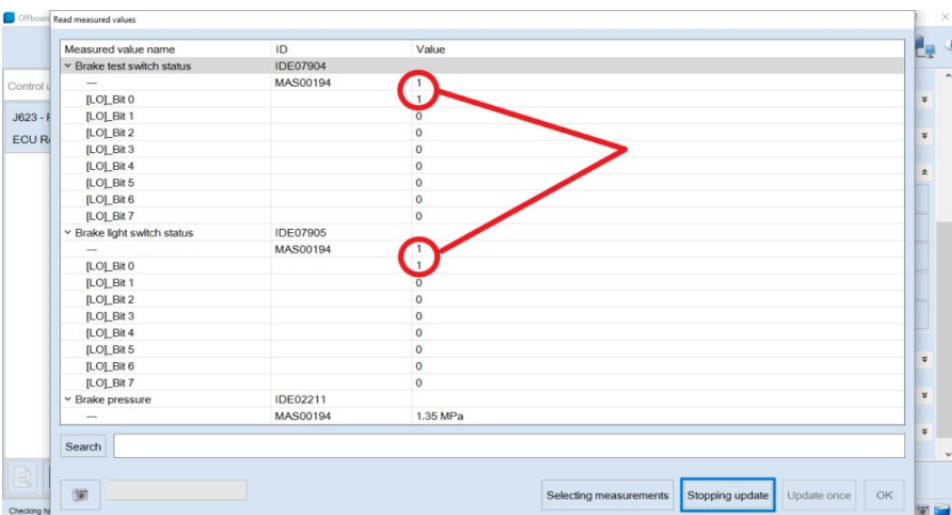 Offboard
Read measured values
Measured value name ID Value
Brake test switch status IDE07904
--- MAS00194 1
[LO]_Bit 0 1
[LO]_Bit 1 0
[LO]_Bit 2 0
[LO]_Bit 3 0
[LO]_Bit 4 0
[LO]_Bit 5 0
[LO]_Bit 6 0
[LO]_Bit 7 0
Brake light switch status IDE07905
--- MAS00194 1
[LO]_Bit 0 1
[LO]_Bit 1 0
[LO]_Bit 2 0
[LO]_Bit 3 0
[LO]_Bit 4 0
[LO]_Bit 5 0
[LO]_Bit 6 0
[LO]_Bit 7 0
Brake pressure IDE02211
--- MAS00194 1.35 MPa
Control u
J623 - F
ECU Re
Search
Selecting measurements Stopping update Update once OK
Checking ha